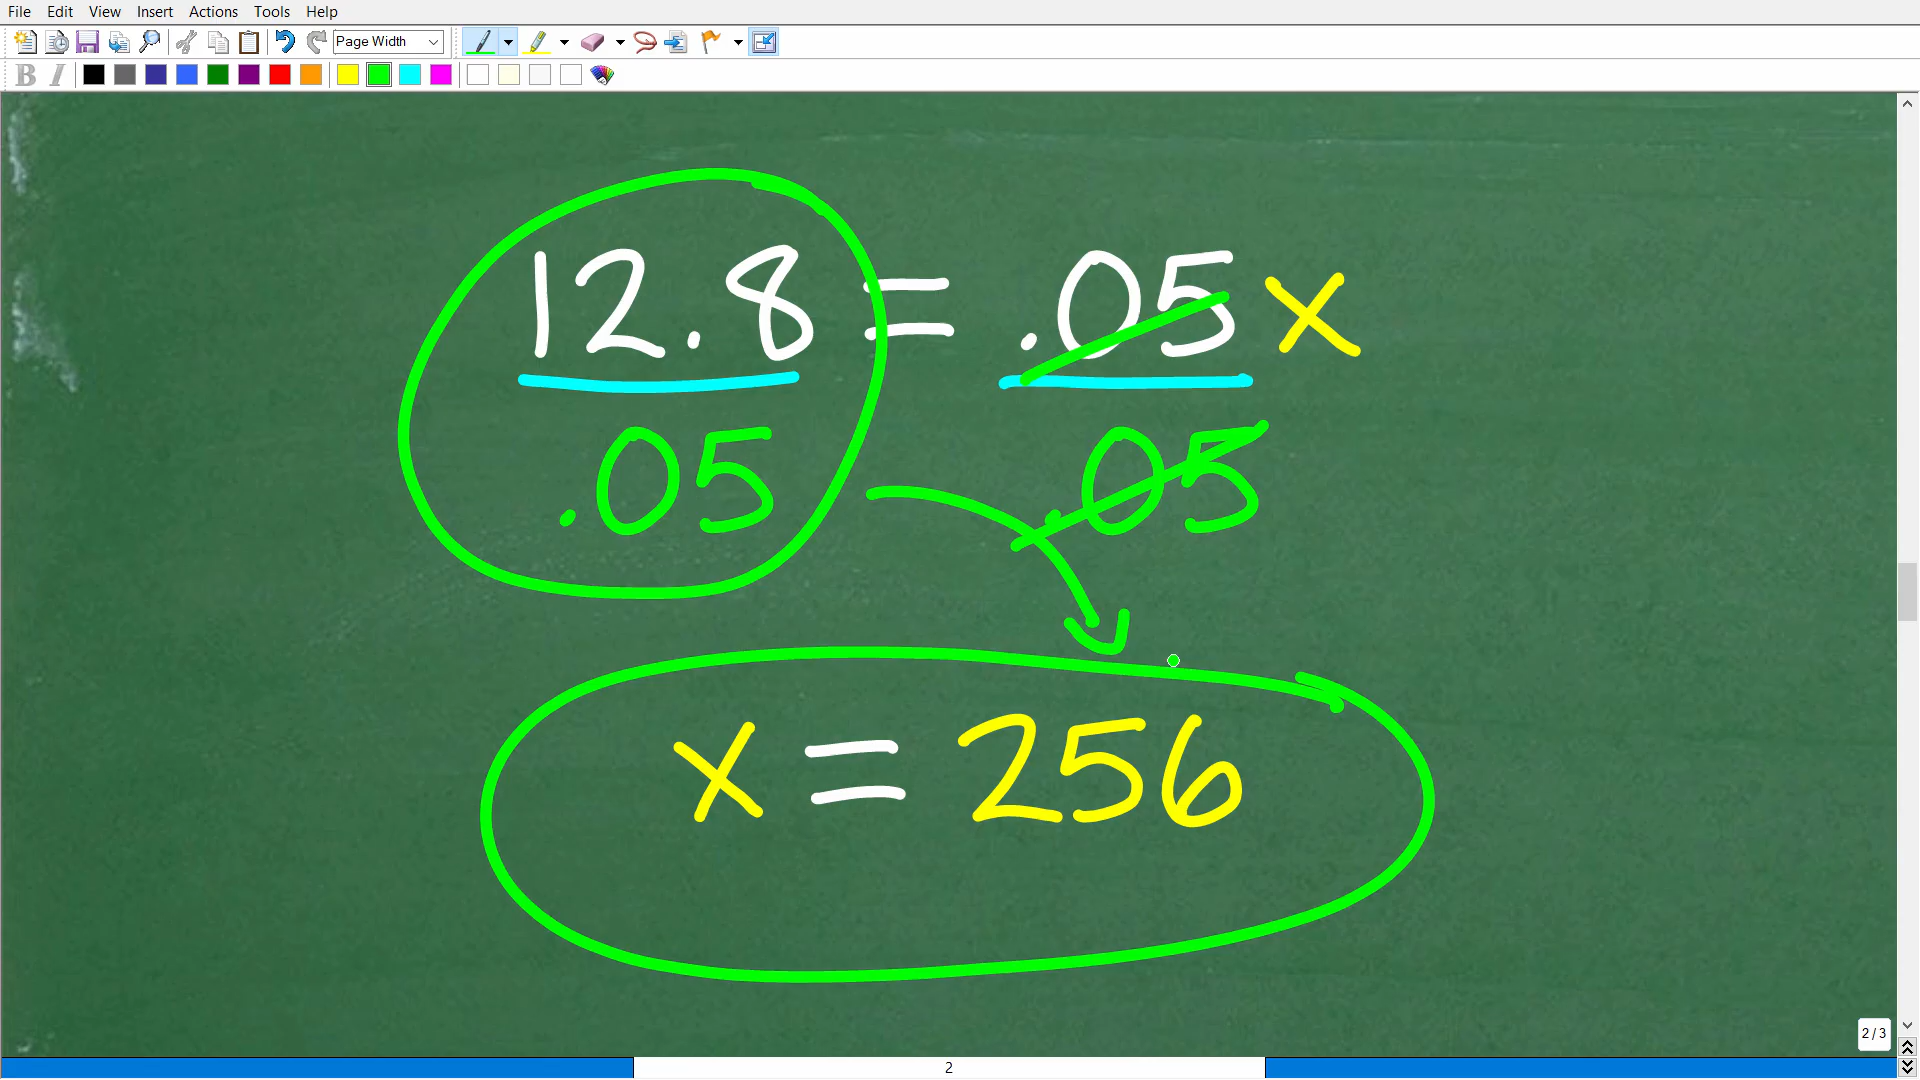 File Edit View Insert Actions Tools Help
Page Width
B I
12.8 = .05x
.05 .05
x = 256
2 / 3
2